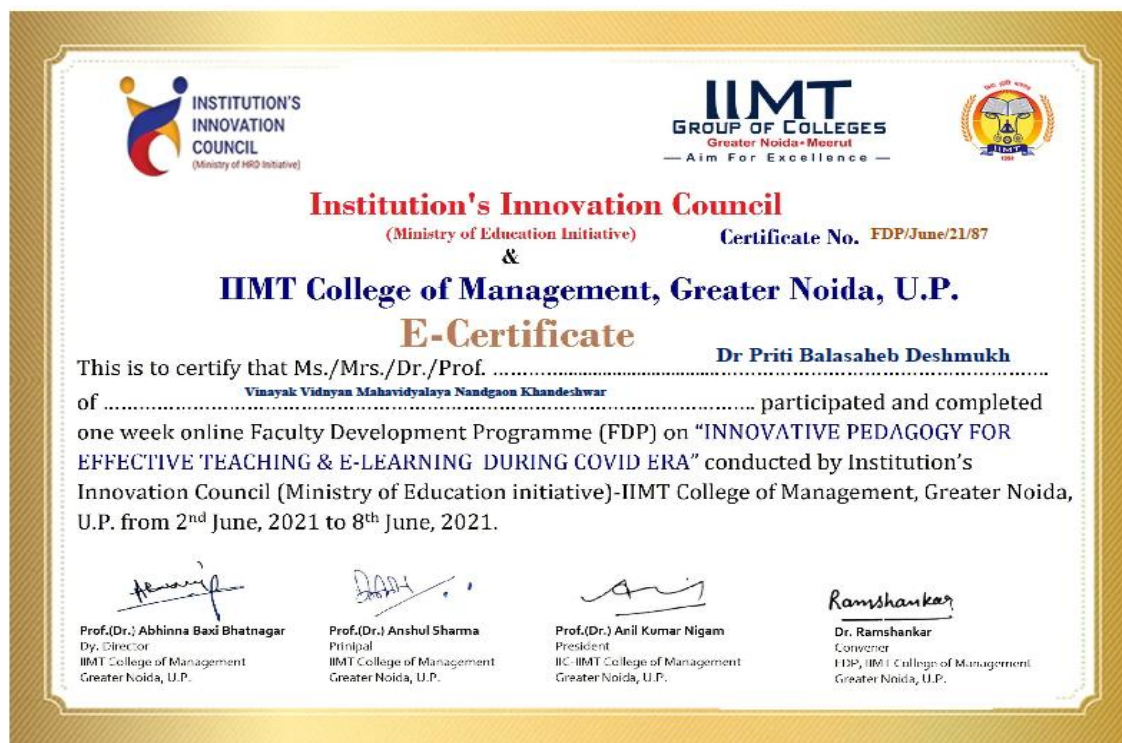 INSTITUTION'S
INNOVATION
COUNCIL
(Ministry of HRD Initiative)
IIMT
GROUP OF COLLEGES
Greater Noida • Meerut
— Aim For Excellence —
IIMT
Institution's Innovation Council
(Ministry of Education Initiative)
Certificate No. FDP/June/21/87
&
IIMT College of Management, Greater Noida, U.P.
E-Certificate
This is to certify that Ms./Mrs./Dr./Prof. Dr Priti Balasaheb Deshmukh
of Vinayak Vidnyan Mahavidyalaya Nandgaon Khandeshwar participated and completed
one week online Faculty Development Programme (FDP) on “INNOVATIVE PEDAGOGY FOR
EFFECTIVE TEACHING & E-LEARNING DURING COVID ERA” conducted by Institution’s
Innovation Council (Ministry of Education initiative)-IIMT College of Management, Greater Noida,
U.P. from 2nd June, 2021 to 8th June, 2021.
Ramshankar
Prof.(Dr.) Abhinna Baxi Bhatnagar
Dy. Director
IIMT College of Management
Greater Noida, U.P.
Prof.(Dr.) Anshul Sharma
Prinipal
IIMT College of Management
Greater Noida, U.P.
Prof.(Dr.) Anil Kumar Nigam
President
IIC-IIMT College of Management
Greater Noida, U.P.
Dr. Ramshankar
Convener
FDP, IIMT College of Management
Greater Noida, U.P.